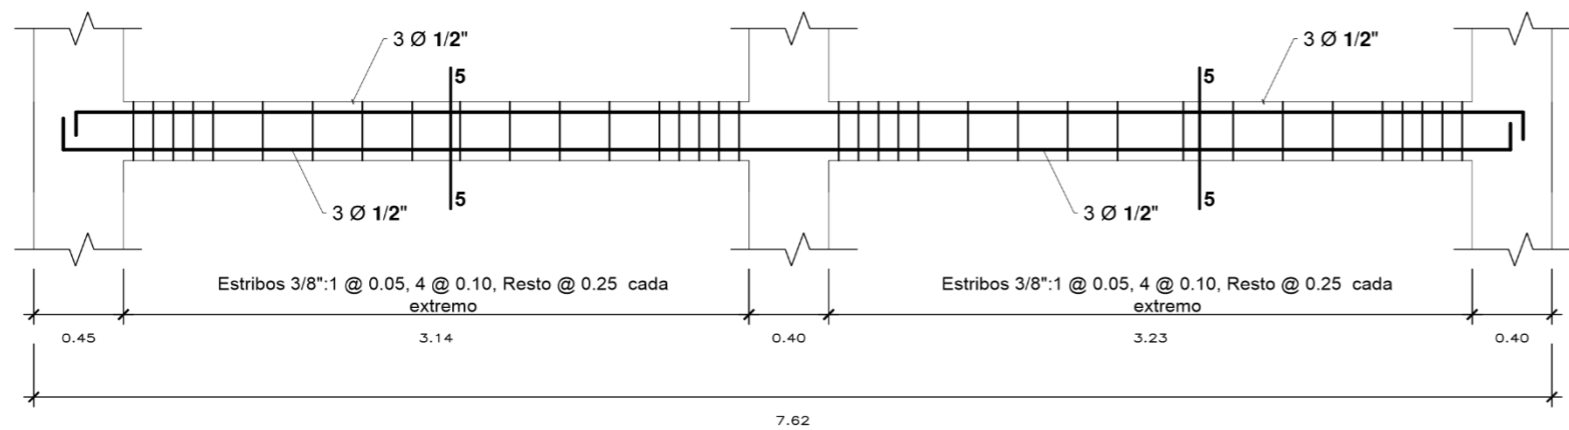 3 Ø 1/2"
3 Ø 1/2"
5
5
5
5
3 Ø 1/2"
3 Ø 1/2"
Estribos 3/8":1 @ 0.05, 4 @ 0.10, Resto @ 0.25 cada
extremo
Estribos 3/8":1 @ 0.05, 4 @ 0.10, Resto @ 0.25 cada
extremo
0.45
3.14
0.40
3.23
0.40
7.62